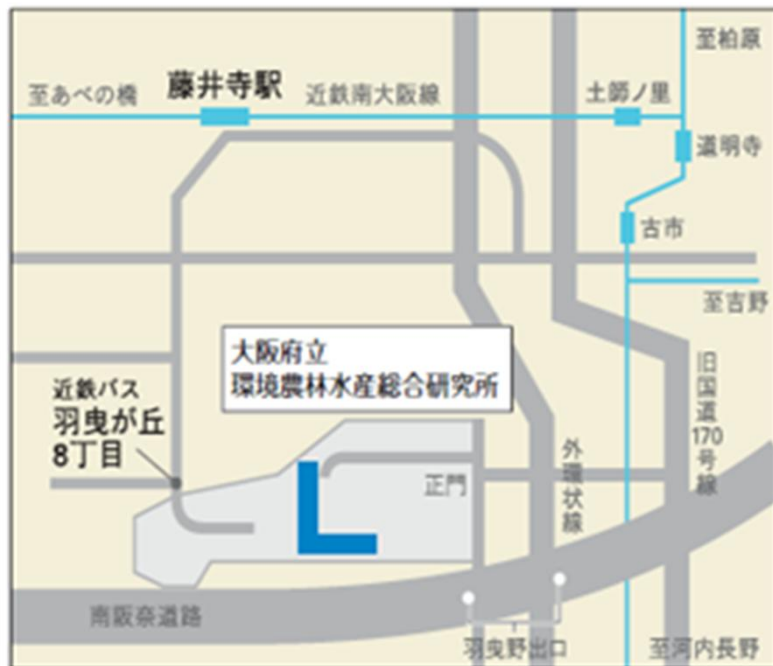 至柏原
至あべの橋
藤井寺駅
近鉄南大阪線
土師ノ里
道明寺
古市
至吉野
大阪府立
環境農林水産総合研究所
近鉄バス
羽曳が丘
8丁目
正門
外環状線
旧国道170号線
南阪奈道路
羽曳野出口
至河内長野